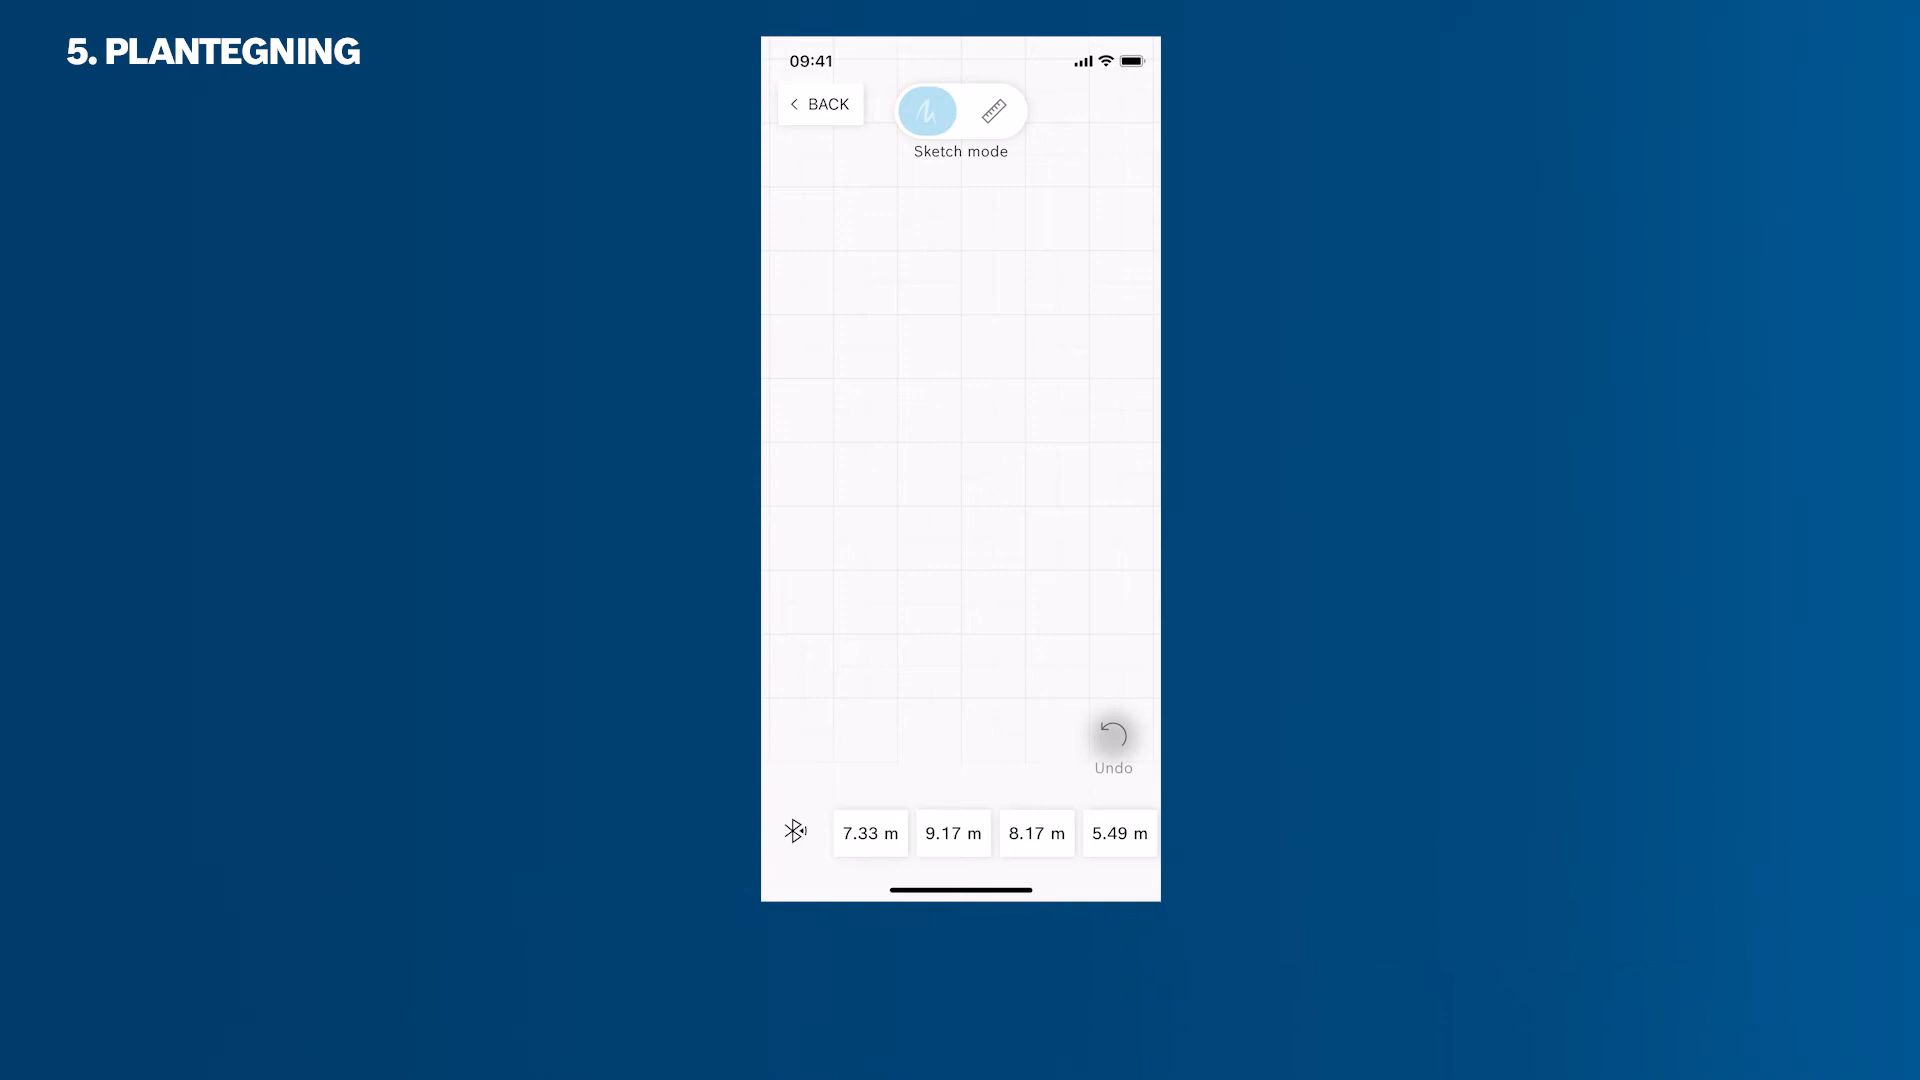 5. PLANTEGNING
09:41
BACK
Sketch mode
Undo
7.33 m 9.17 m 8.17 m 5.49 m